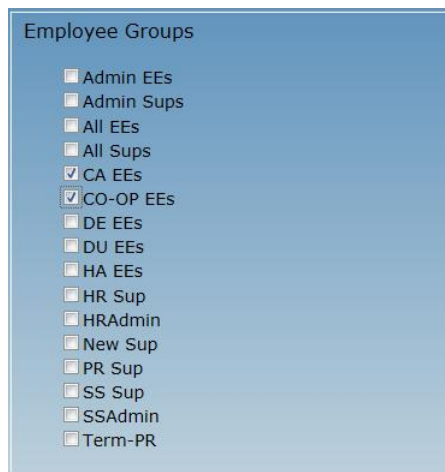 Employee Groups
Admin EEs
Admin Sups
All EEs
All Sups
CA EEs
CO-OP EEs
DE EEs
DU EEs
HA EEs
HR Sup
HRAdmin
New Sup
PR Sup
SS Sup
SSAdmin
Term-PR